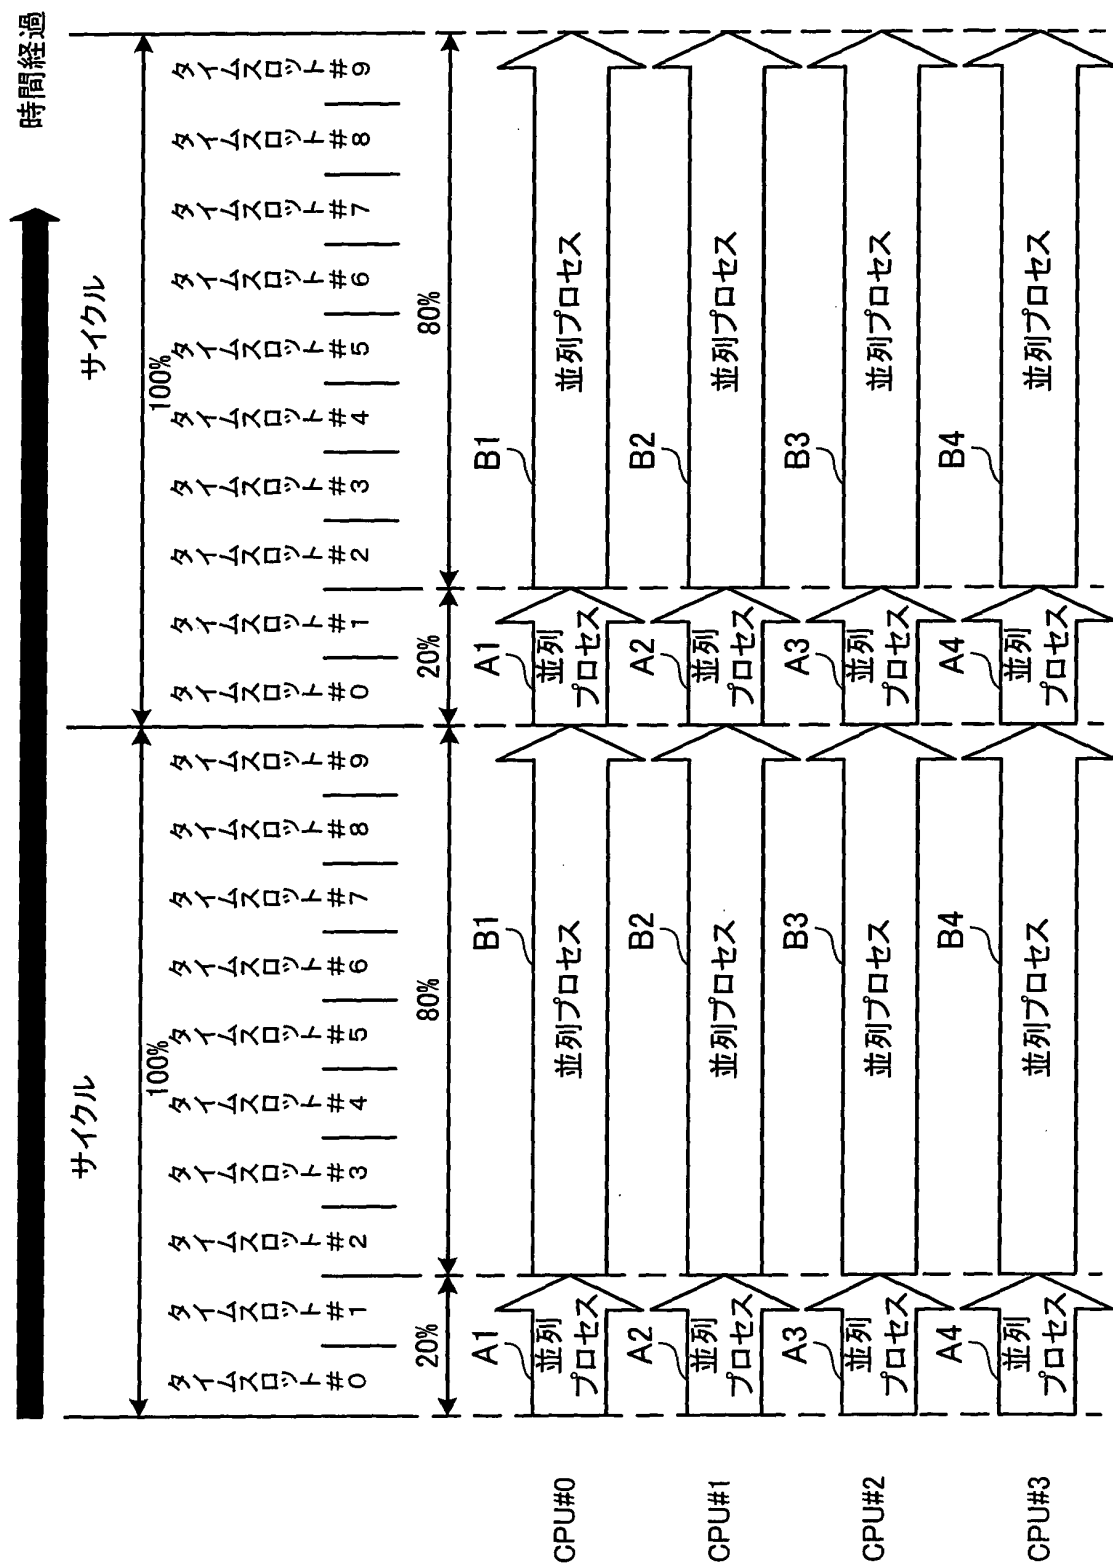 時間経過
サイクル
サイクル
100%
100%
タイムスロット#0
タイムスロット#1
タイムスロット#2
タイムスロット#3
タイムスロット#4
タイムスロット#5
タイムスロット#6
タイムスロット#7
タイムスロット#8
タイムスロット#9
タイムスロット#0
タイムスロット#1
タイムスロット#2
タイムスロット#3
タイムスロット#4
タイムスロット#5
タイムスロット#6
タイムスロット#7
タイムスロット#8
タイムスロット#9
20%
80%
20%
80%
CPU#0
A1
並列
プロセス
B1
並列プロセス
A1
並列
プロセス
B1
並列プロセス
CPU#1
A2
並列
プロセス
B2
並列プロセス
A2
並列
プロセス
B2
並列プロセス
CPU#2
A3
並列
プロセス
B3
並列プロセス
A3
並列
プロセス
B3
並列プロセス
CPU#3
A4
並列
プロセス
B4
並列プロセス
A4
並列
プロセス
B4
並列プロセス